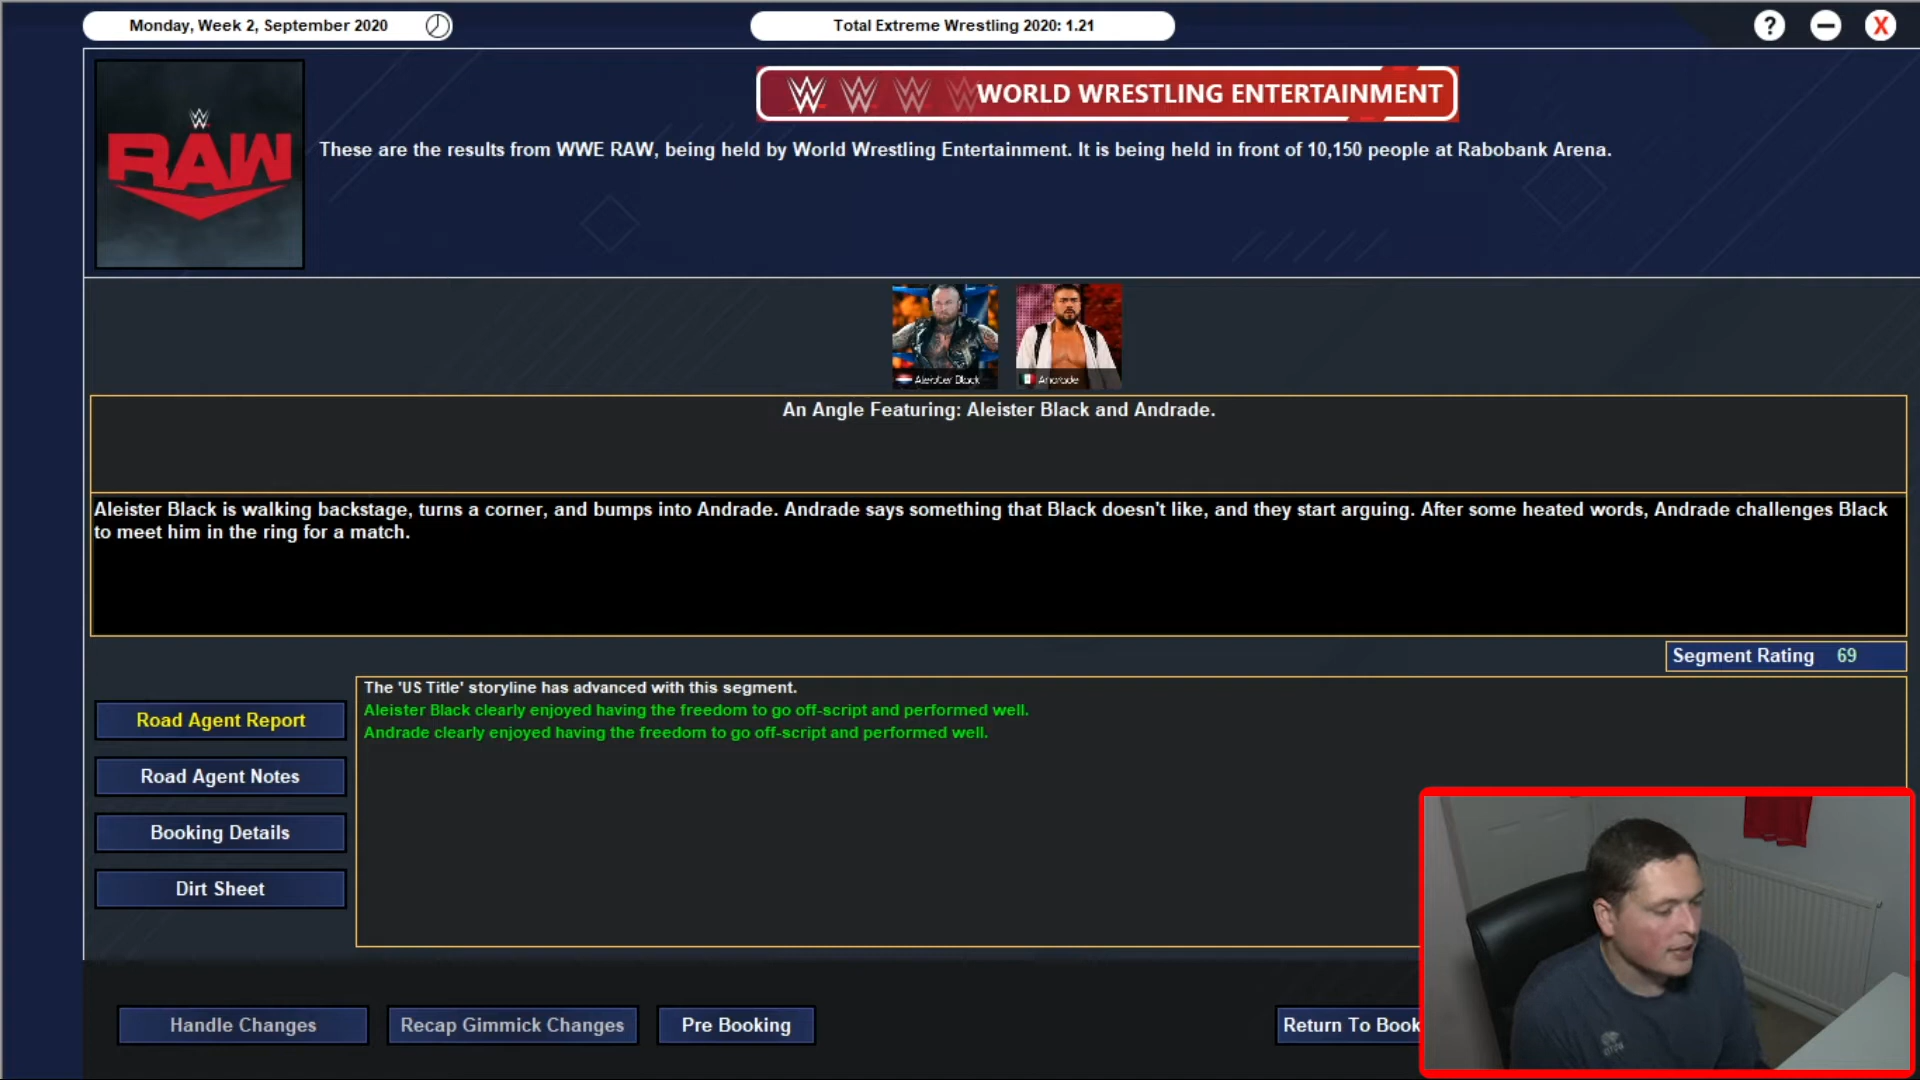 Monday, Week 2, September 2020
Total Extreme Wrestling 2020: 1.21
?
X
WORLD WRESTLING ENTERTAINMENT
RAW
These are the results from WWE RAW, being held by World Wrestling Entertainment. It is being held in front of 10,150 people at Rabobank Arena.
Aleister Black
Andrade
An Angle Featuring: Aleister Black and Andrade.
Aleister Black is walking backstage, turns a corner, and bumps into Andrade. Andrade says something that Black doesn't like, and they start arguing. After some heated words, Andrade challenges Black
to meet him in the ring for a match.
Segment Rating 69
The 'US Title' storyline has advanced with this segment.
Aleister Black clearly enjoyed having the freedom to go off-script and performed well.
Andrade clearly enjoyed having the freedom to go off-script and performed well.
Road Agent Report
Road Agent Notes
Booking Details
Dirt Sheet
Handle Changes
Recap Gimmick Changes
Pre Booking
Return To Book